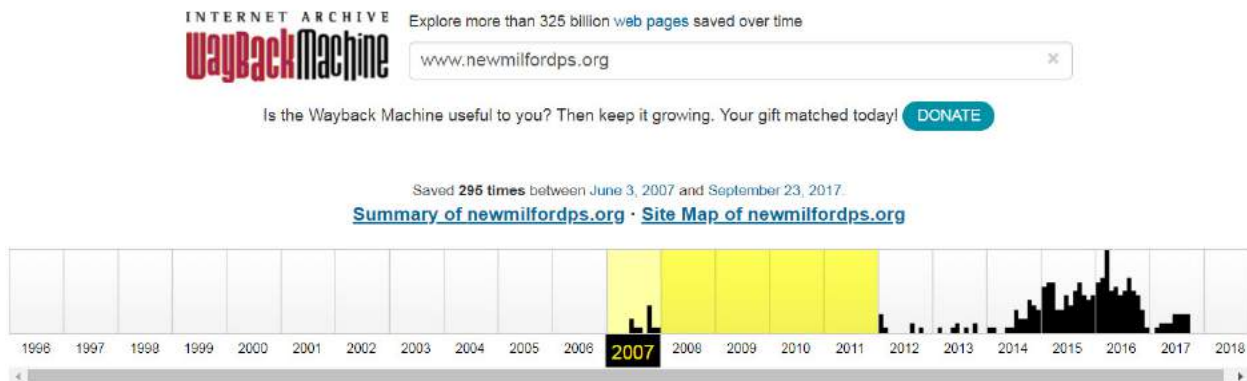 INTERNET ARCHIVE
WayBackMachine
Explore more than 325 billion web pages saved over time
www.newmilfordps.org ×
Is the Wayback Machine useful to you? Then keep it growing. Your gift matched today! DONATE
Saved 295 times between June 3, 2007 and September 23, 2017.
Summary of newmilfordps.org · Site Map of newmilfordps.org
1996 1997 1998 1999 2000 2001 2002 2003 2004 2005 2006 2007 2008 2009 2010 2011 2012 2013 2014 2015 2016 2017 2018